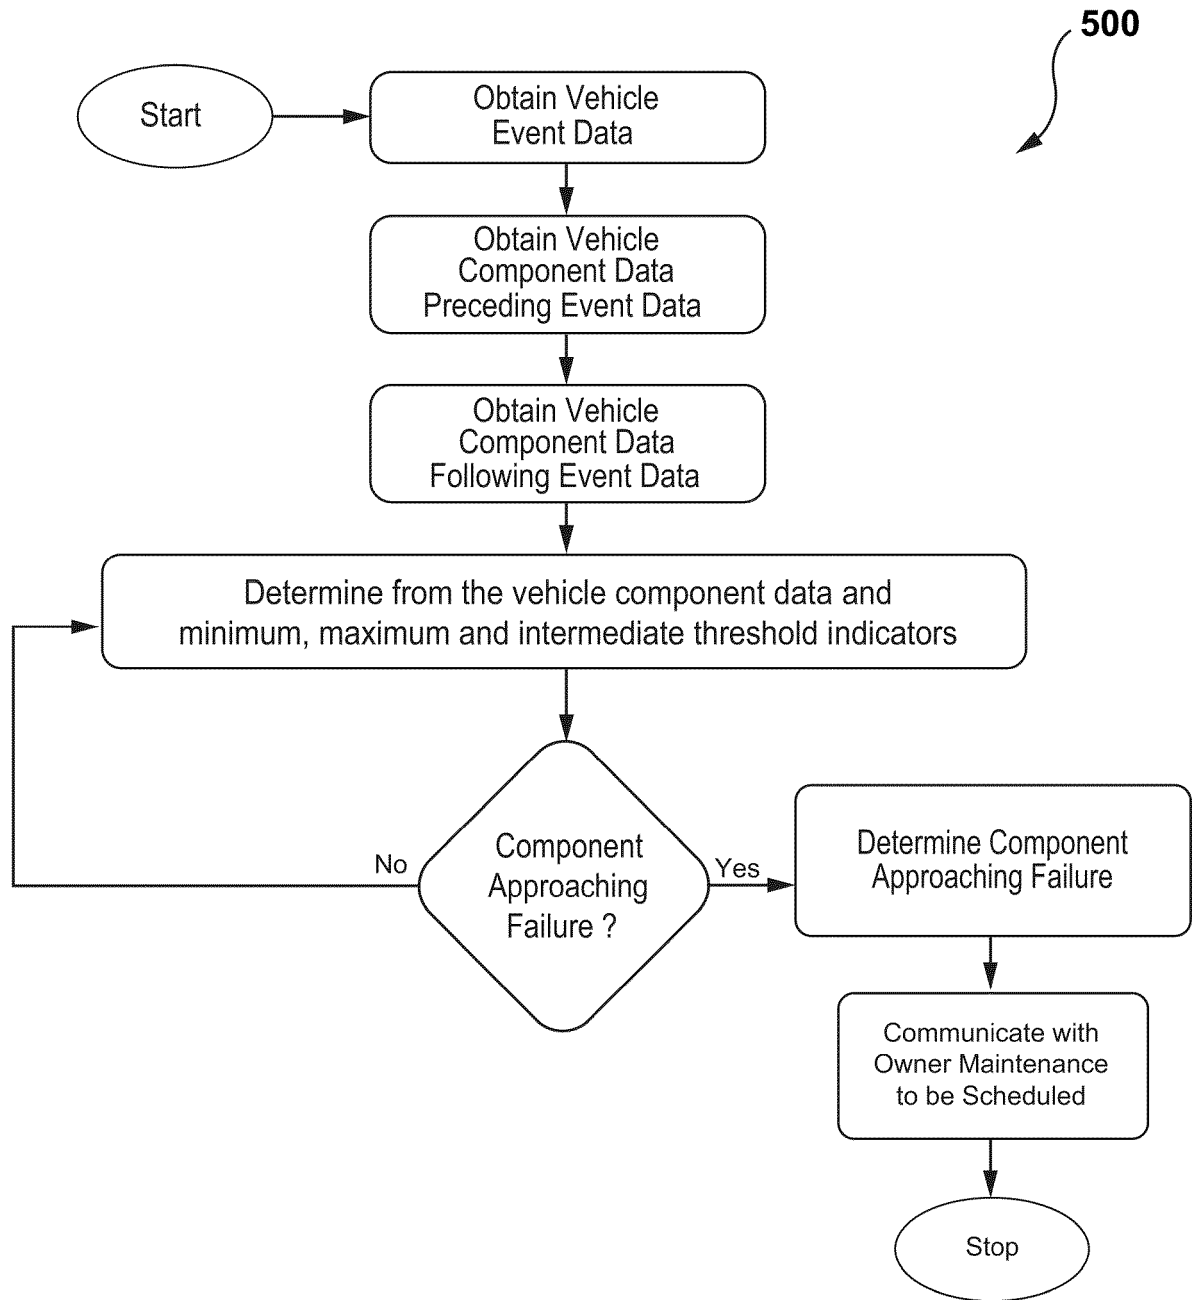 500
Start
Obtain Vehicle
Event Data
Obtain Vehicle
Component Data
Preceding Event Data
Obtain Vehicle
Component Data
Following Event Data
Determine from the vehicle component data and
minimum, maximum and intermediate threshold indicators
Component
Approaching
Failure ?
No
Yes
Determine Component
Approaching Failure
Communicate with
Owner Maintenance
to be Scheduled
Stop